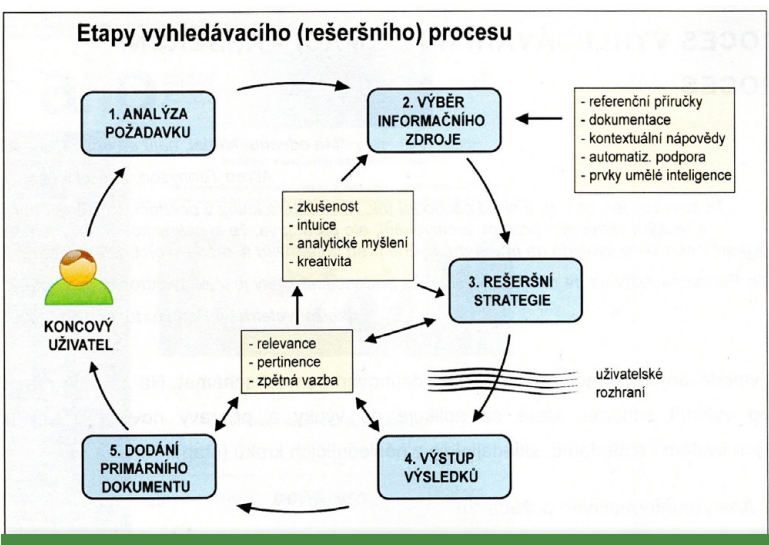 Etapy vyhledávacího (rešeršního) procesu
1. ANALÝZA
POŽADAVKU
2. VÝBĚR
INFORMAČNÍHO
ZDROJE
- referenční příručky
- dokumentace
- kontextuální nápovědy
- automatiz. podpora
- prvky umělé inteligence
- zkušenost
- intuice
- analytické myšlení
- kreativita
3. REŠERŠNÍ
STRATEGIE
KONCOVÝ
UŽIVATEL
- relevance
- pertinence
- zpětná vazba
uživatelské
rozhraní
5. DODÁNÍ
PRIMÁRNÍHO
DOKUMENTU
4. VÝSTUP
VÝSLEDKŮ